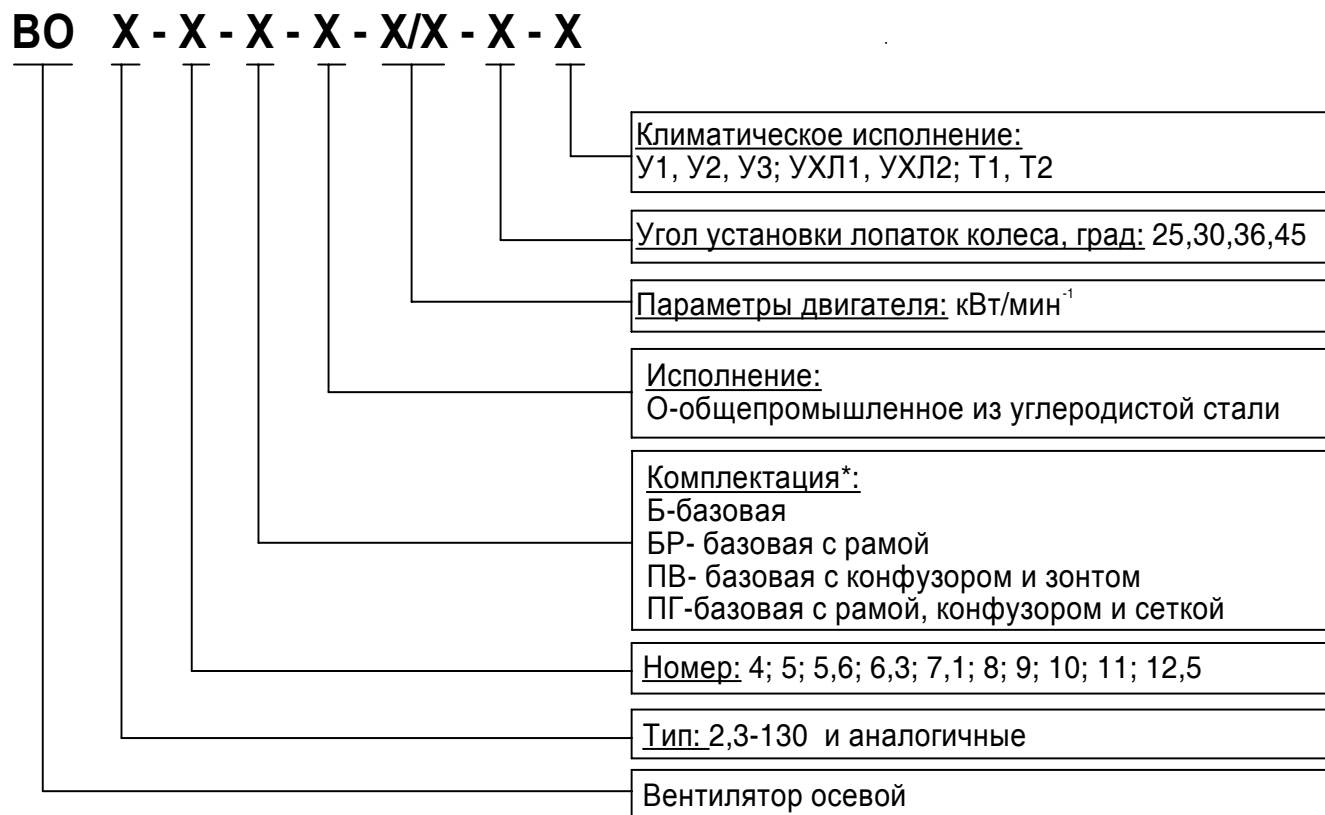 ВО Х - Х - Х - Х - Х/Х - Х - Х
Климатическое исполнение:
У1, У2, У3; УХЛ1, УХЛ2; Т1, Т2
Угол установки лопаток колеса, град: 25,30,36,45
Параметры двигателя: кВт/мин⁻¹
Исполнение:
О-общепромышленное из углеродистой стали
Комплектация*:
Б-базовая
БР- базовая с рамой
ПВ- базовая с конфузором и зонтом
ПГ-базовая с рамой, конфузором и сеткой
Номер: 4; 5; 5,6; 6,3; 7,1; 8; 9; 10; 11; 12,5
Тип: 2,3-130 и аналогичные
Вентилятор осевой